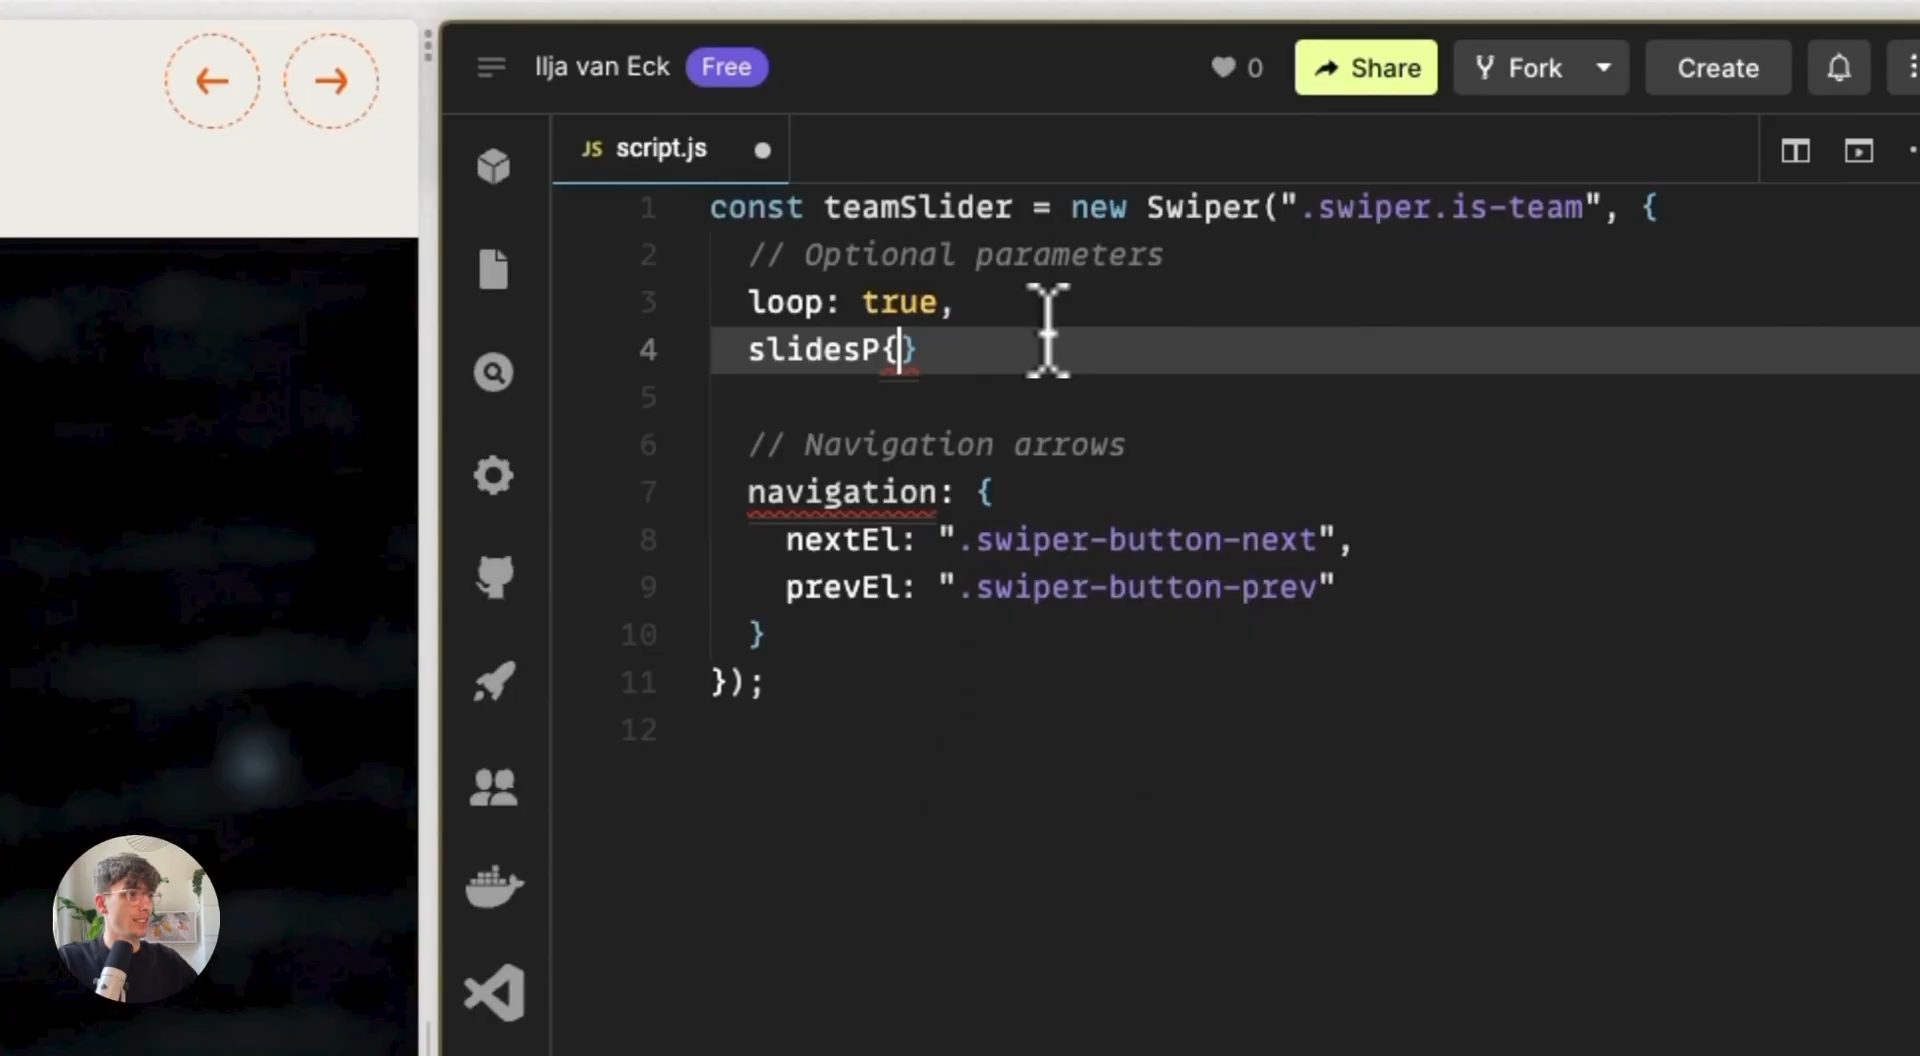 Ilja van Eck Free
0
Share
Fork
Create
JS script.js
1 const teamSlider = new Swiper(".swiper.is-team", {
2 // Optional parameters
3 loop: true,
4 slidesP{}
5
6 // Navigation arrows
7 navigation: {
8 nextEl: ".swiper-button-next",
9 prevEl: ".swiper-button-prev"
10 }
11 });
12